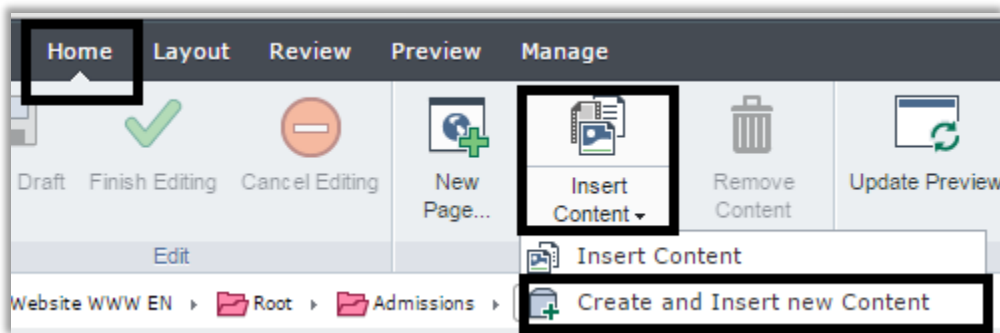 Home Layout Review Preview Manage
Draft Finish Editing Cancel Editing New Page... Insert Content Remove Content Update Preview
Edit
Insert Content
Website WWW EN Root Admissions
Create and Insert new Content